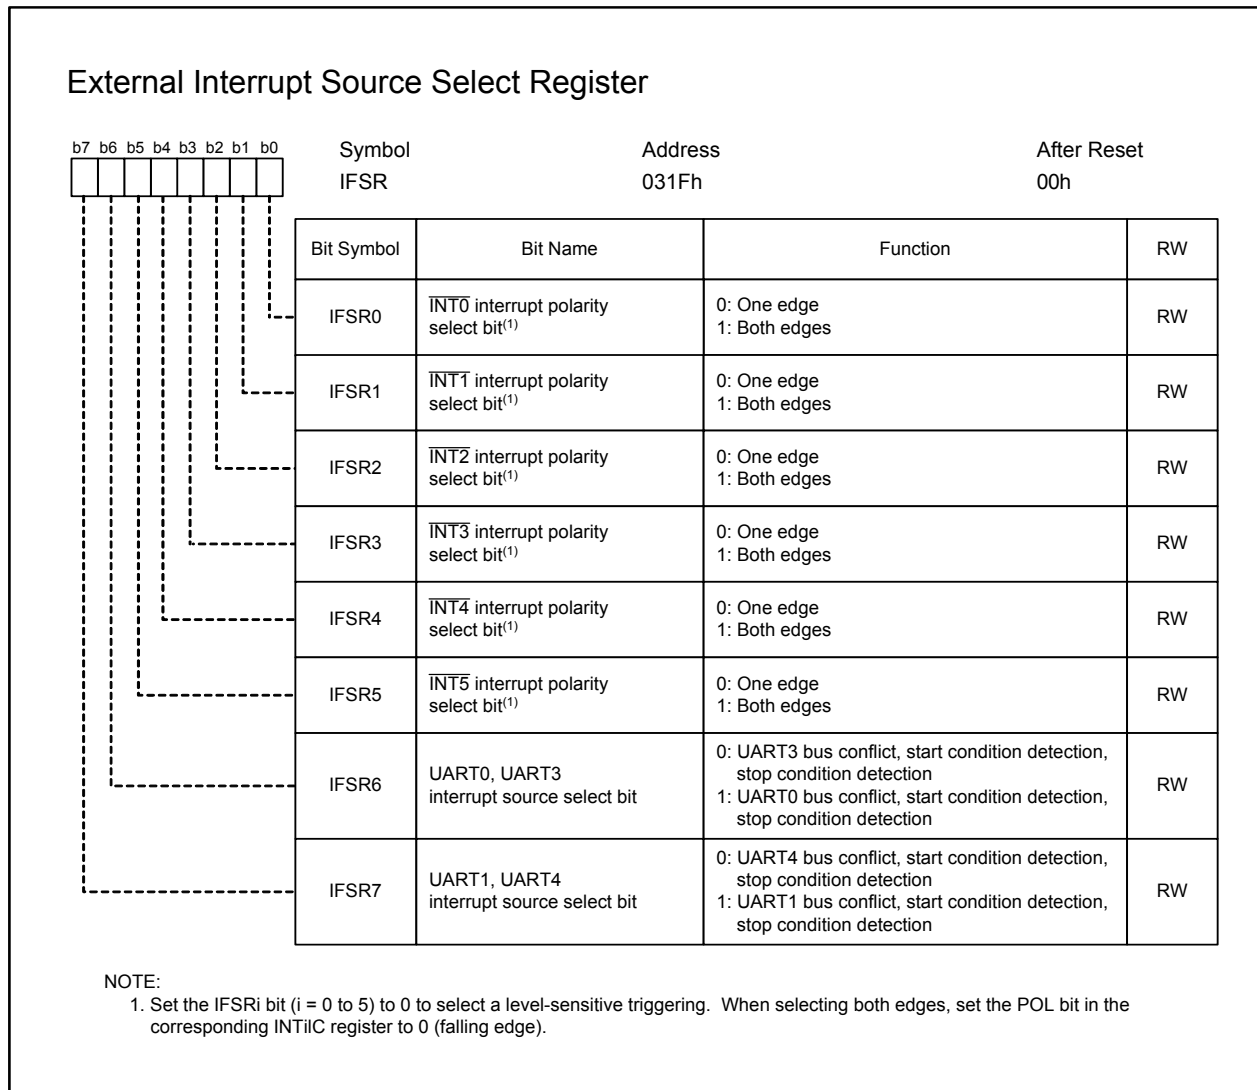 External Interrupt Source Select Register
b7 b6 b5 b4 b3 b2 b1 b0
Symbol Address After Reset
IFSR 031Fh 00h
Bit Symbol Bit Name Function RW
IFSR0 INT0 interrupt polarity select bit(1) 0: One edge
1: Both edges RW
IFSR1 INT1 interrupt polarity select bit(1) 0: One edge
1: Both edges RW
IFSR2 INT2 interrupt polarity select bit(1) 0: One edge
1: Both edges RW
IFSR3 INT3 interrupt polarity select bit(1) 0: One edge
1: Both edges RW
IFSR4 INT4 interrupt polarity select bit(1) 0: One edge
1: Both edges RW
IFSR5 INT5 interrupt polarity select bit(1) 0: One edge
1: Both edges RW
IFSR6 UART0, UART3
interrupt source select bit
0: UART3 bus conflict, start condition detection,
stop condition detection
1: UART0 bus conflict, start condition detection,
stop condition detection
RW
IFSR7 UART1, UART4
interrupt source select bit
0: UART4 bus conflict, start condition detection,
stop condition detection
1: UART1 bus conflict, start condition detection,
stop condition detection
RW
NOTE:
1. Set the IFSRi bit (i = 0 to 5) to 0 to select a level-sensitive triggering. When selecting both edges, set the POL bit in the
corresponding INTiIC register to 0 (falling edge).